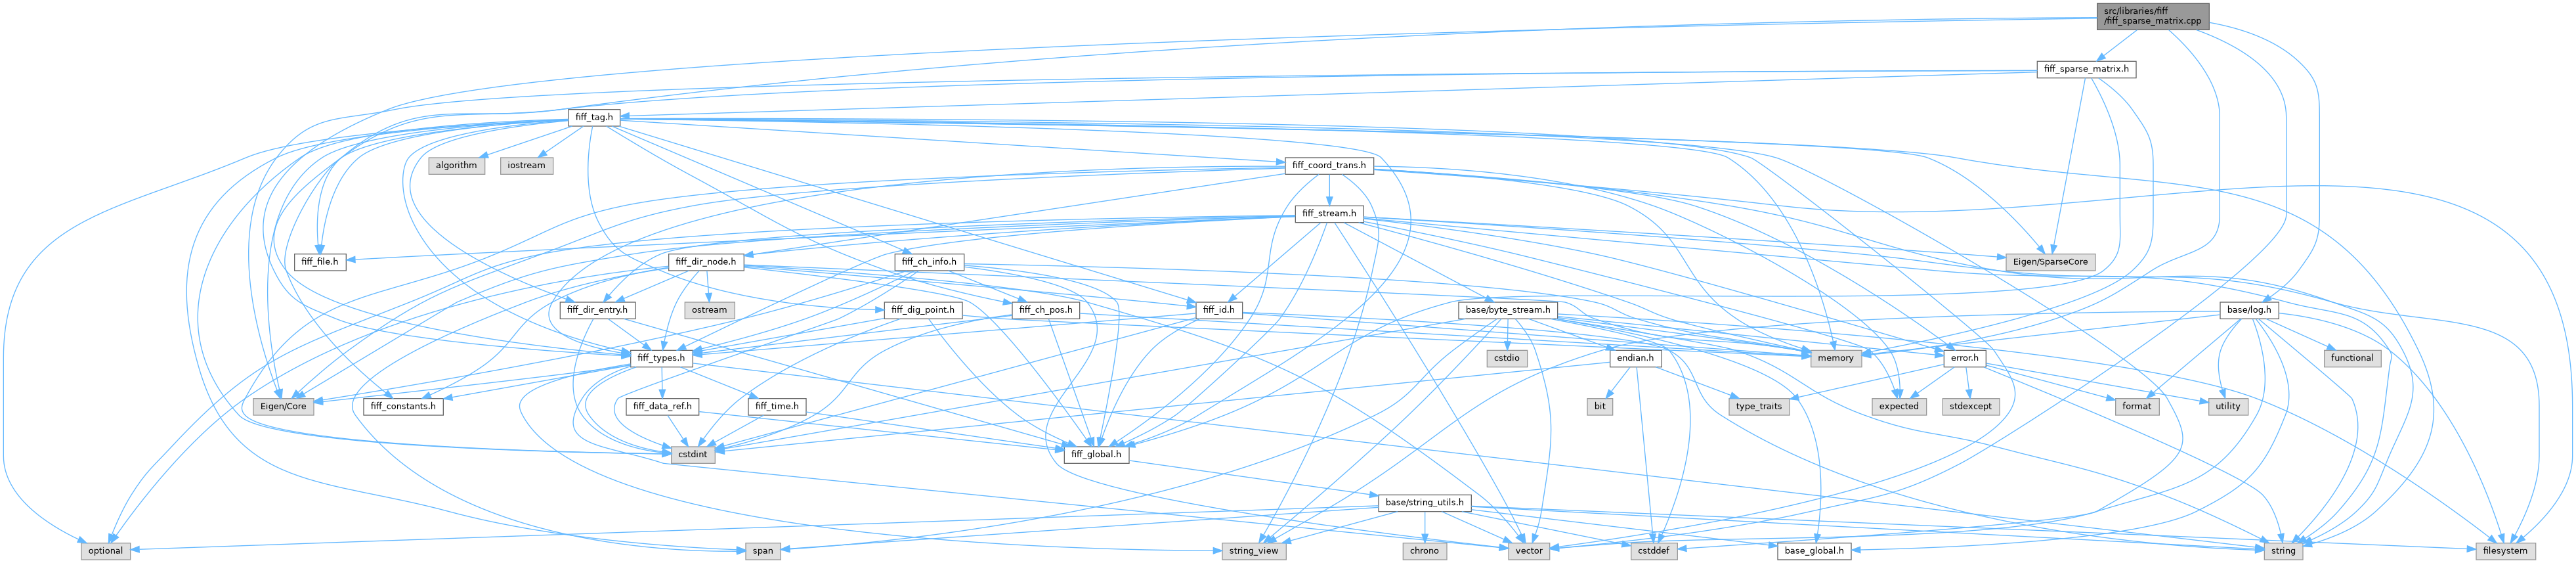 src/libraries/fiff
/fiff_sparse_matrix.cpp
fiff_sparse_matrix.h
fiff_tag.h
algorithm
iostream
fiff_coord_trans.h
fiff_stream.h
fiff_file.h
fiff_dir_node.h
fiff_ch_info.h
Eigen/SparseCore
fiff_dir_entry.h
ostream
fiff_dig_point.h
fiff_ch_pos.h
fiff_id.h
base/byte_stream.h
base/log.h
fiff_types.h
cstdio
endian.h
memory
error.h
functional
Eigen/Core
fiff_constants.h
fiff_data_ref.h
fiff_time.h
bit
type_traits
expected
stdexcept
format
utility
cstdint
fiff_global.h
base/string_utils.h
optional
span
string_view
chrono
vector
cstddef
base_global.h
string
filesystem